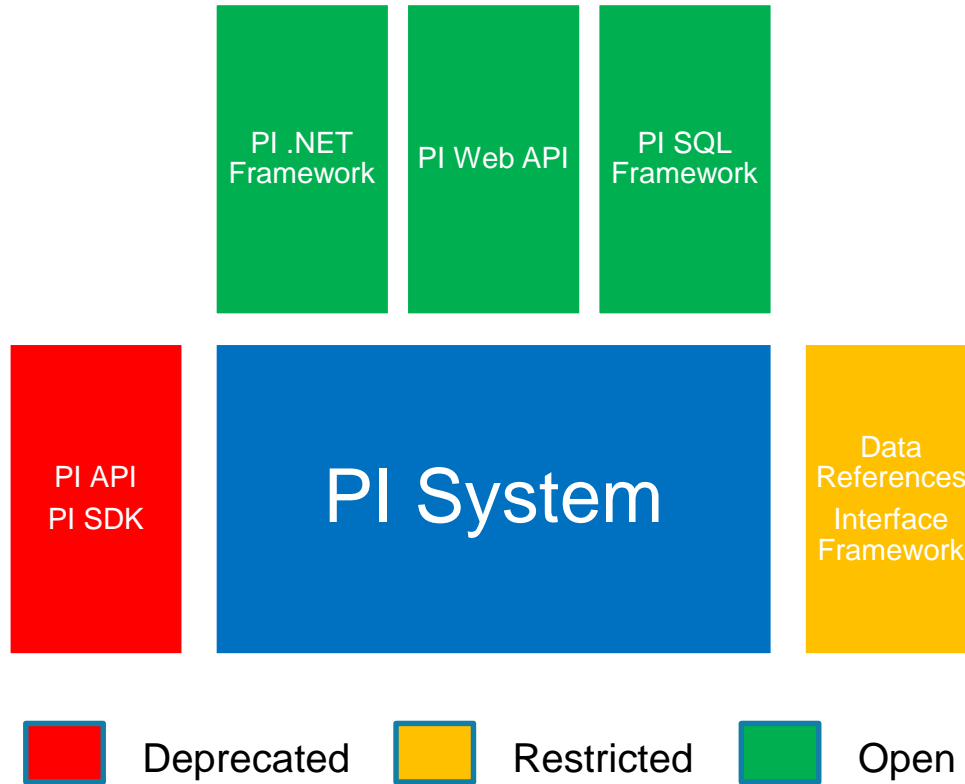 PI .NET
Framework
PI Web API
PI SQL
Framework
PI API
PI SDK
PI System
Data
References
Interface
Framework
Deprecated
Restricted
Open